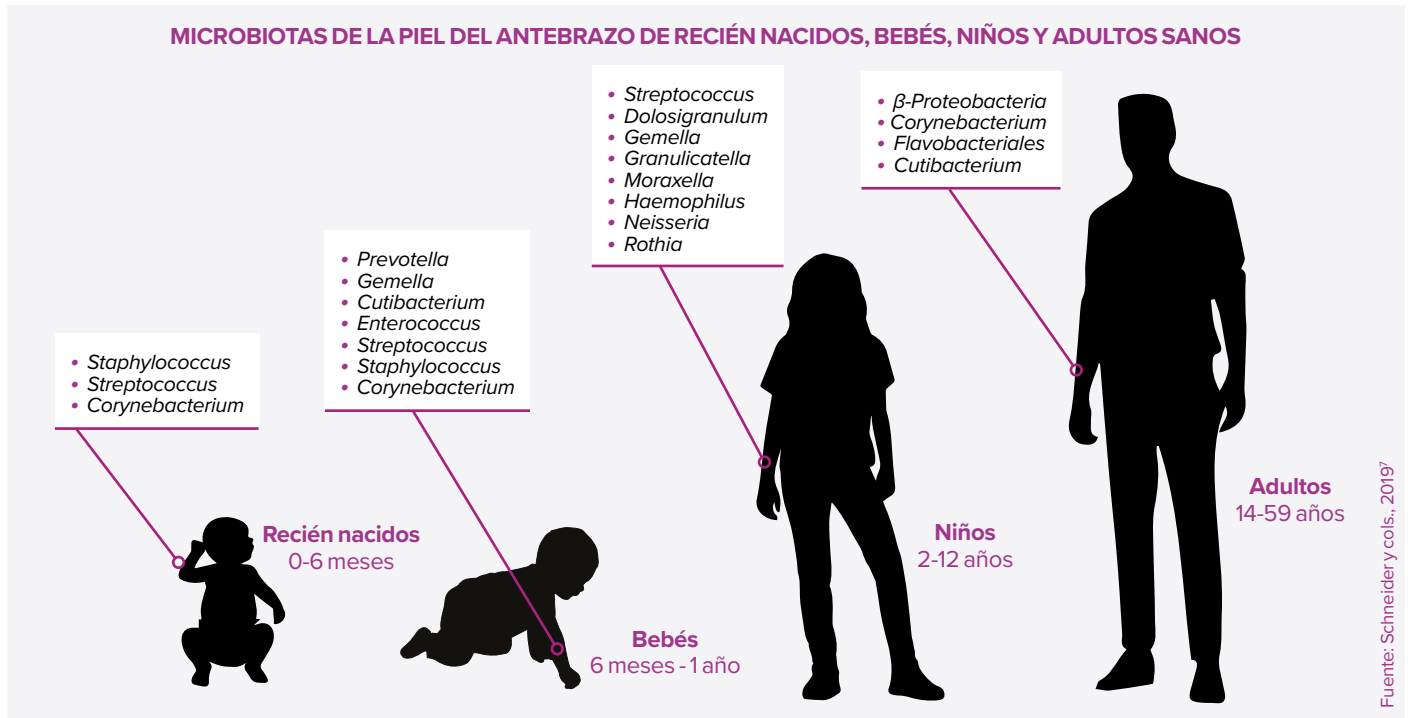 MICROBIOTAS DE LA PIEL DEL ANTEBRAZO DE RECIÉN NACIDOS, BEBÉS, NIÑOS Y ADULTOS SANOS
• Staphylococcus
• Streptococcus
• Corynebacterium
Recién nacidos
0-6 meses
• Prevotella
• Gemella
• Cutibacterium
• Enterococcus
• Streptococcus
• Staphylococcus
• Corynebacterium
Bebés
6 meses - 1 año
• Streptococcus
• Dolosigranulum
• Gemella
• Granulicatella
• Moraxella
• Haemophilus
• Neisseria
• Rothia
Niños
2-12 años
• β-Proteobacteria
• Corynebacterium
• Flavobacteriales
• Cutibacterium
Adultos
14-59 años
Fuente: Schneider y cols., 2019⁷